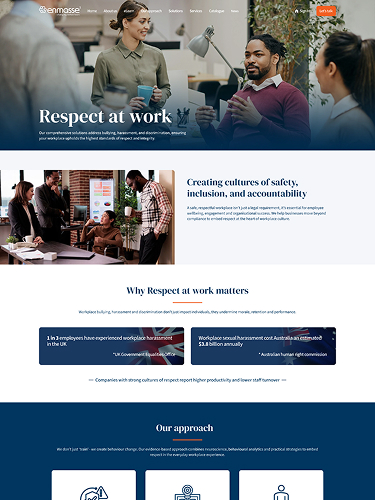 enmasse
Home About us eLearn Our approach Solutions Services Catalogue News Sign in Let's talk
Respect at work
Our comprehensive solutions address bullying, harassment, and discrimination, ensuring
your workplace upholds the highest standards of respect and integrity.
Creating cultures of safety,
inclusion, and accountability
A safe, respectful workplace isn't just a legal requirement, it's essential for employee
wellbeing, engagement and organisational success. We help businesses move beyond
compliance to embed respect at the heart of workplace culture.
Why Respect at work matters
Workplace bullying, harassment and discrimination don't just impact individuals, they undermine morale, retention and performance.
1 in 3 employees have experienced workplace harassment
in the UK
*UK Government Equalities Office
Workplace sexual harassment cost Australia an estimated
$3.8 billion annually
* Australian human right commission
Companies with strong cultures of respect report higher productivity and lower staff turnover
Our approach
We don't just 'train' - we create behaviour change. Our evidence-based approach combines neuroscience, behavioural analytics and practical strategies to embed
respect in the everyday workplace experience.